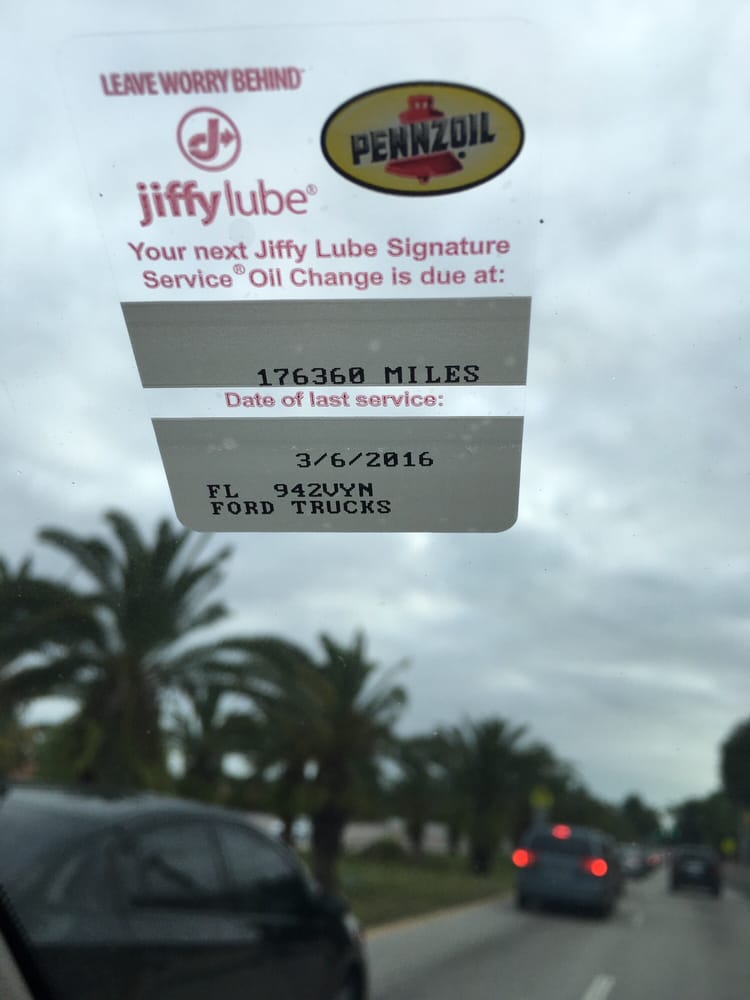 LEAVE WORRY BEHIND
PENNZOIL
jiffy lube®
Your next Jiffy Lube Signature
Service® Oil Change is due at:
176360 MILES
Date of last service:
3/6/2016
FL 942VYN
FORD TRUCKS